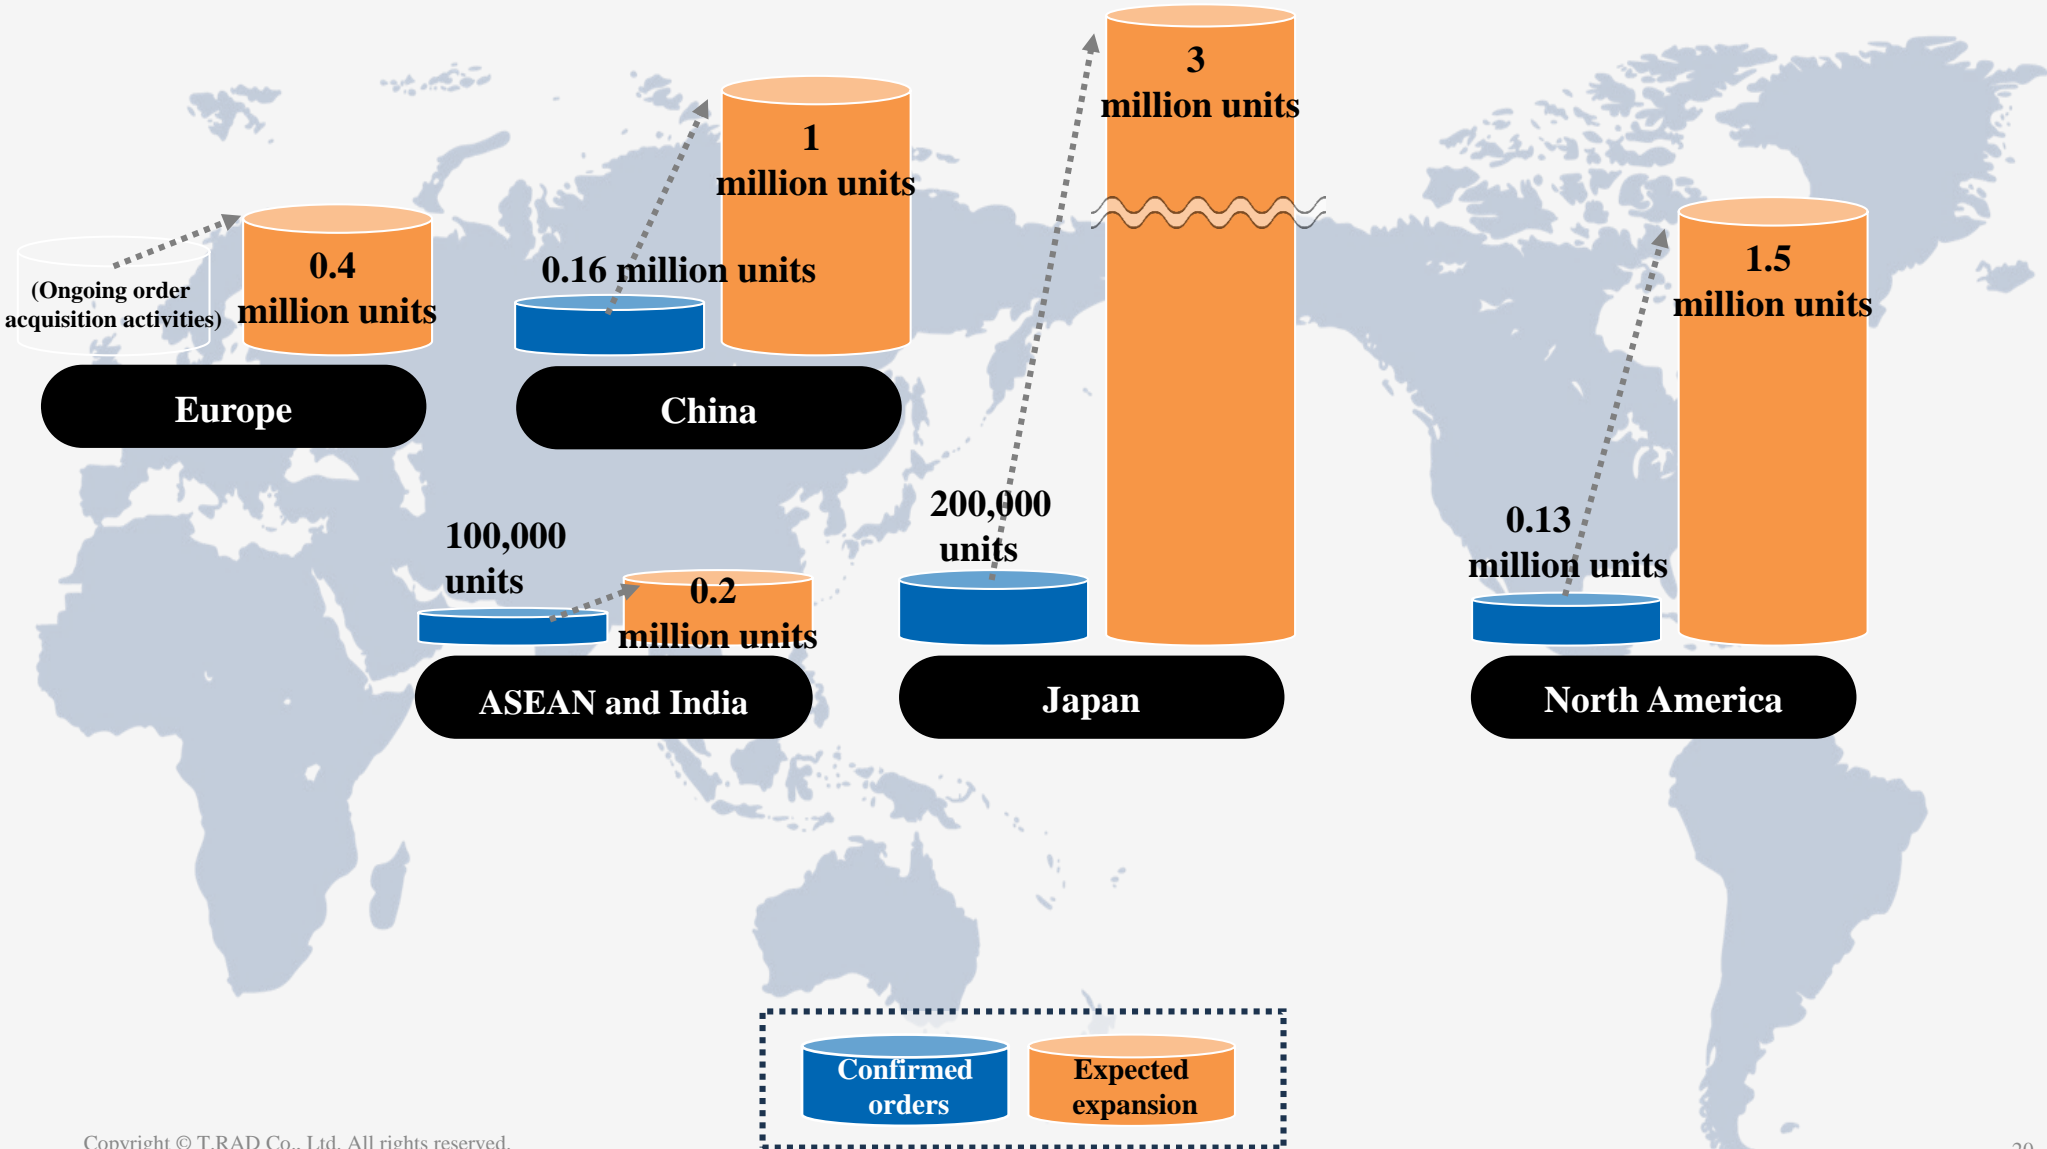 (Ongoing order
acquisition activities)
0.4
million units
Europe
0.16 million units
1
million units
China
100,000
units
0.2
million units
ASEAN and India
200,000
units
3
million units
Japan
0.13
million units
1.5
million units
North America
Confirmed
orders
Expected
expansion
Copyright © T.RAD Co., Ltd. All rights reserved.
20